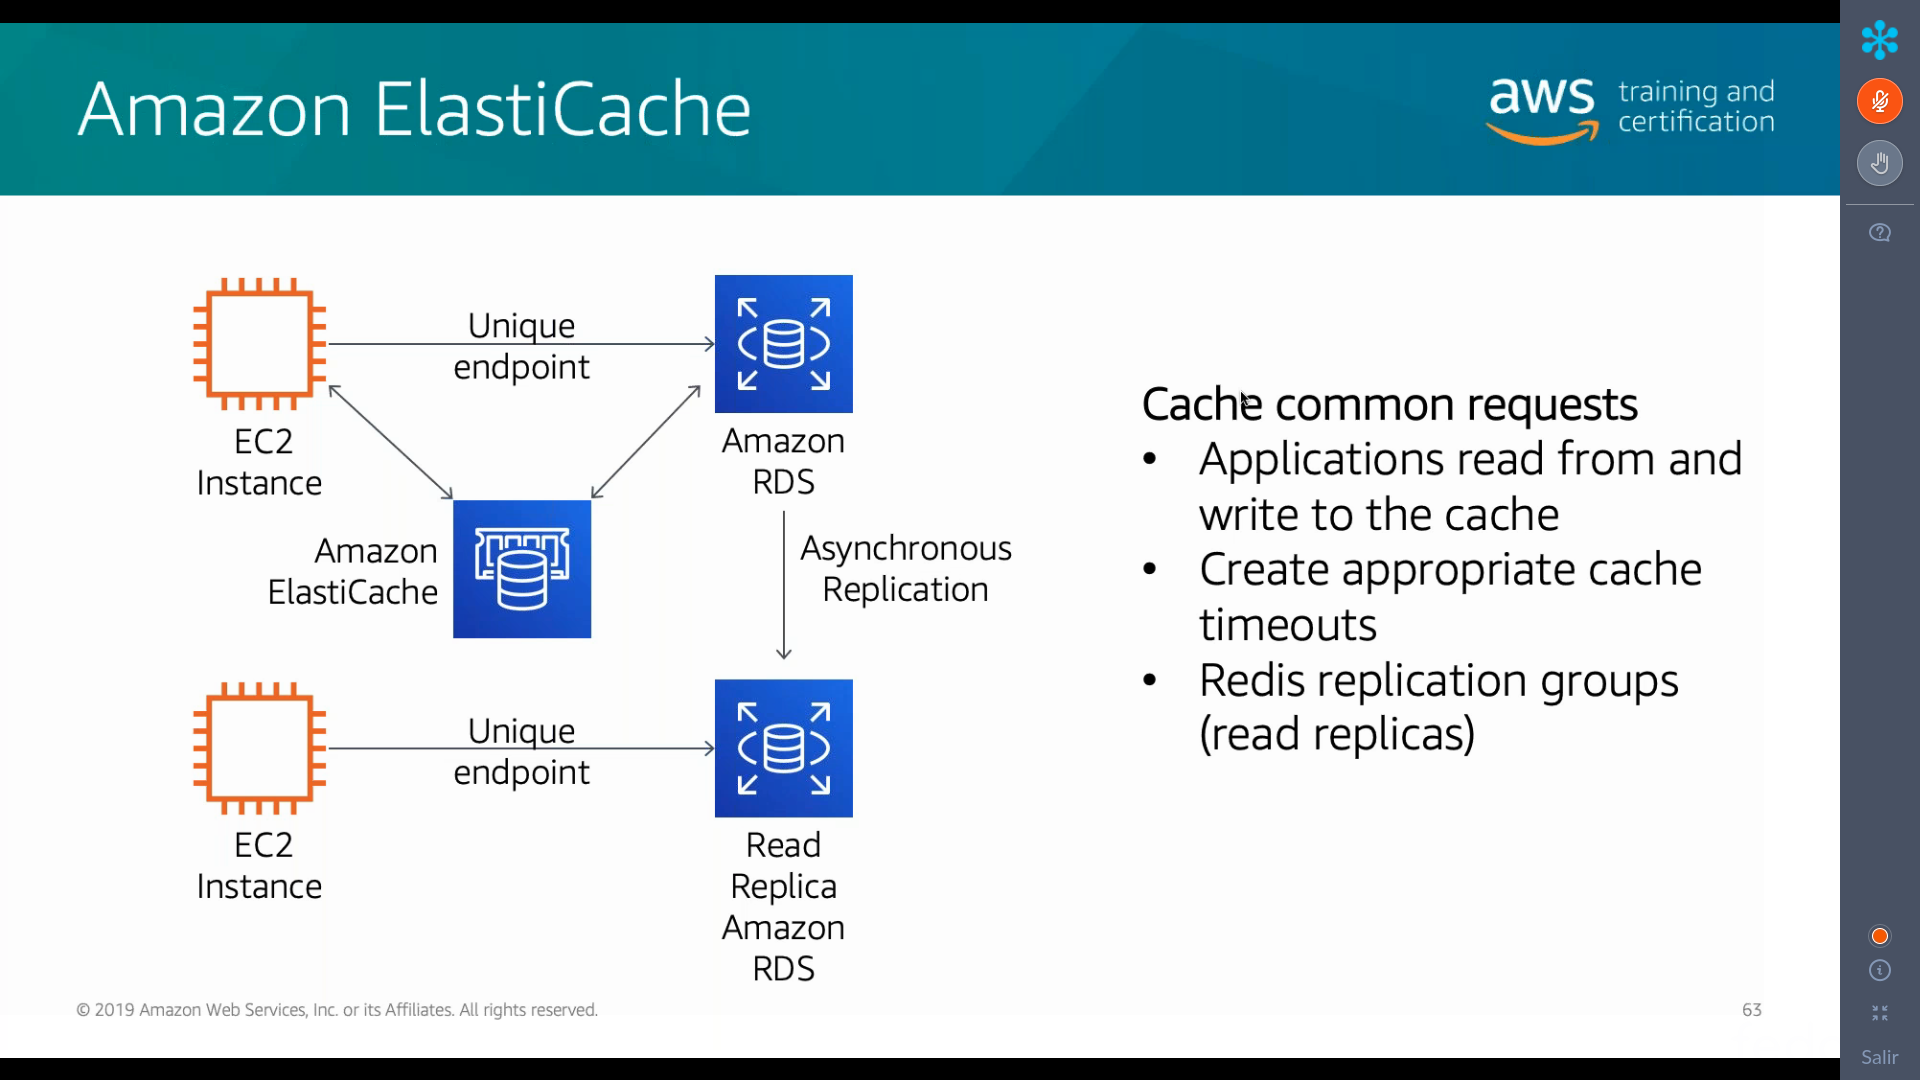 Amazon ElastiCache
aws
training and
certification
Unique
endpoint
EC2
Instance
Amazon
RDS
Amazon
ElastiCache
Asynchronous
Replication
Unique
endpoint
EC2
Instance
Read
Replica
Amazon
RDS
Cache common requests
• Applications read from and
write to the cache
• Create appropriate cache
timeouts
• Redis replication groups
(read replicas)
© 2019 Amazon Web Services, Inc. or its Affiliates. All rights reserved.
63
Salir